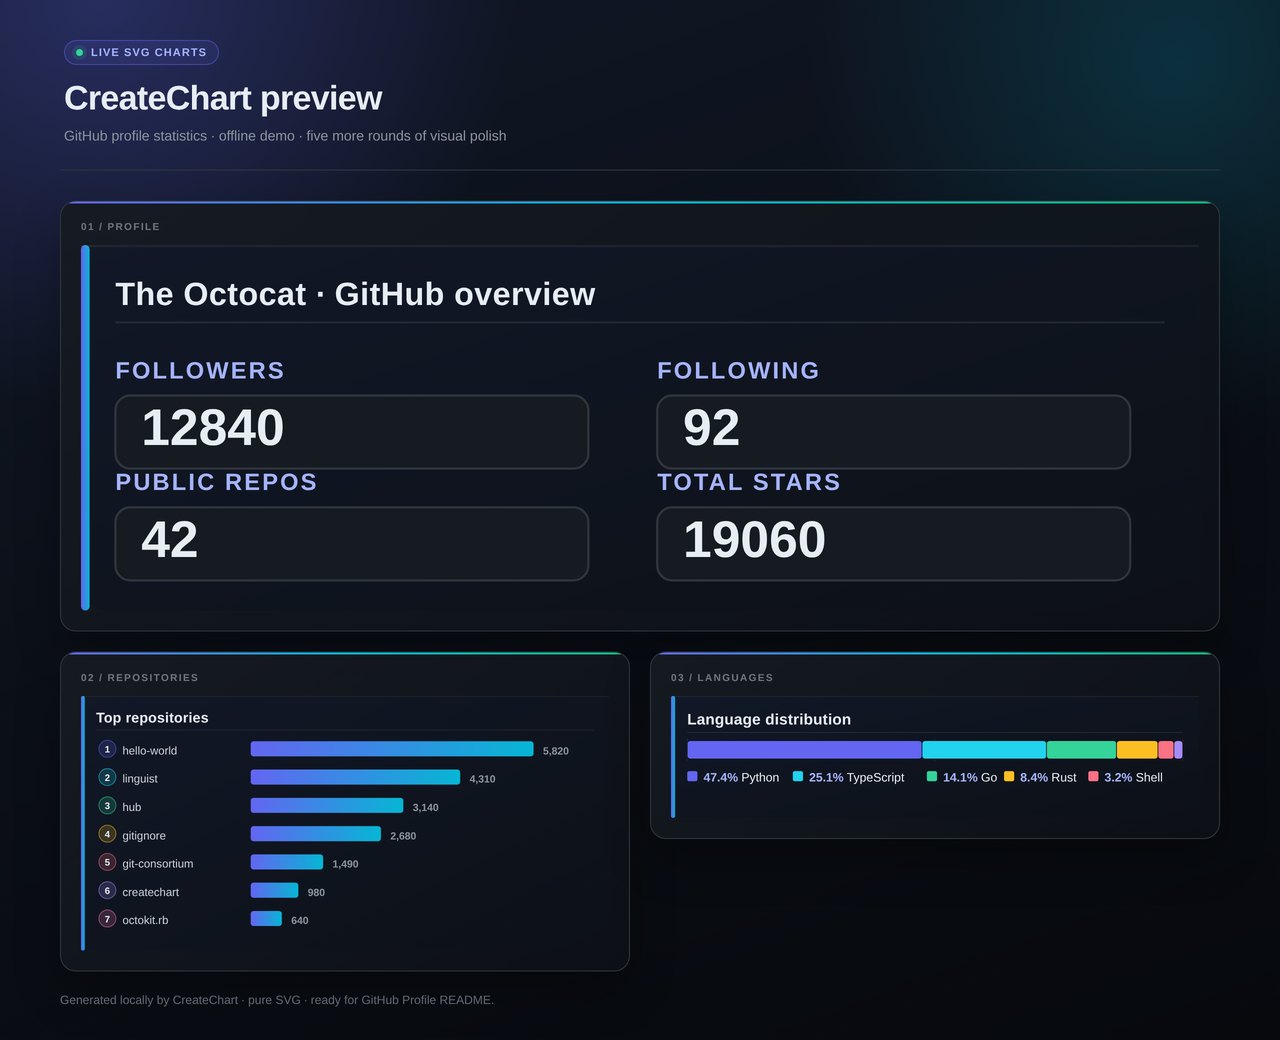 LIVE SVG CHARTS
CreateChart preview
GitHub profile statistics · offline demo · five more rounds of visual polish
01 / PROFILE
The Octocat · GitHub overview
FOLLOWERS
12840
FOLLOWING
92
PUBLIC REPOS
42
TOTAL STARS
19060
02 / REPOSITORIES
Top repositories
1 hello-world 5,820
2 linguist 4,310
3 hub 3,140
4 gitignore 2,680
5 git-consortium 1,490
6 createchart 980
7 octokit.rb 640
03 / LANGUAGES
Language distribution
47.4% Python 25.1% TypeScript 14.1% Go 8.4% Rust 3.2% Shell
Generated locally by CreateChart · pure SVG · ready for GitHub Profile README.